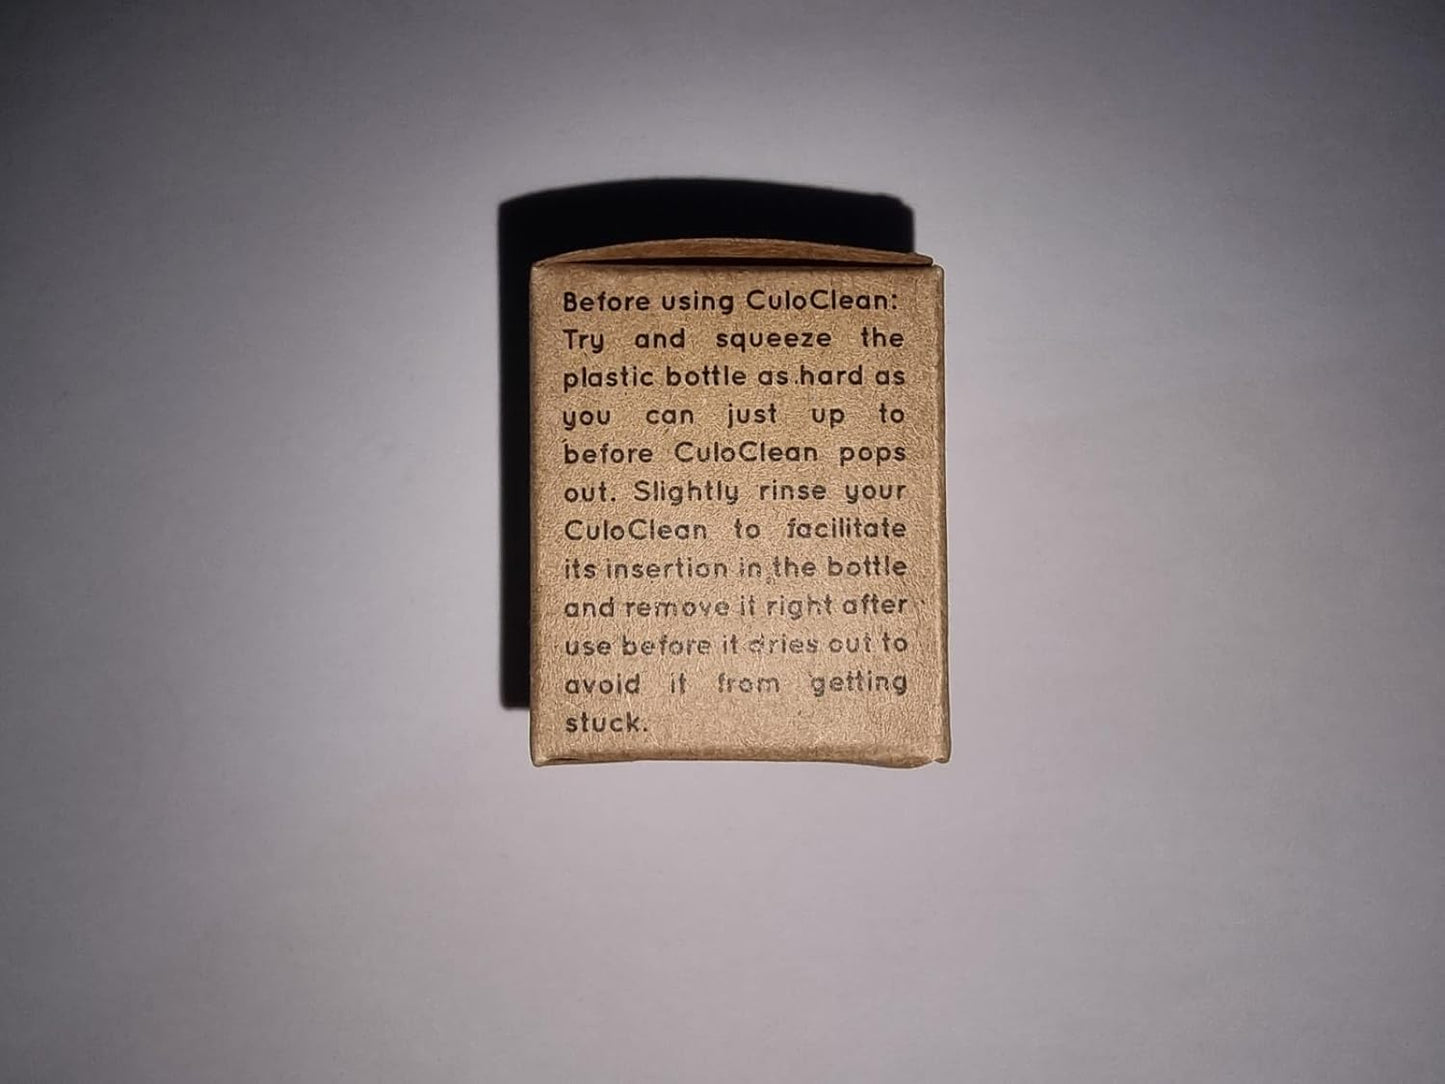 Before using CuloClean:
Try and squeeze the
plastic bottle as hard as
you can just up to
before CuloClean pops
out. Slightly rinse your
CuloClean to facilitate
its insertion in the bottle
and remove it right after
use before it dries out to
avoid it from getting
stuck.